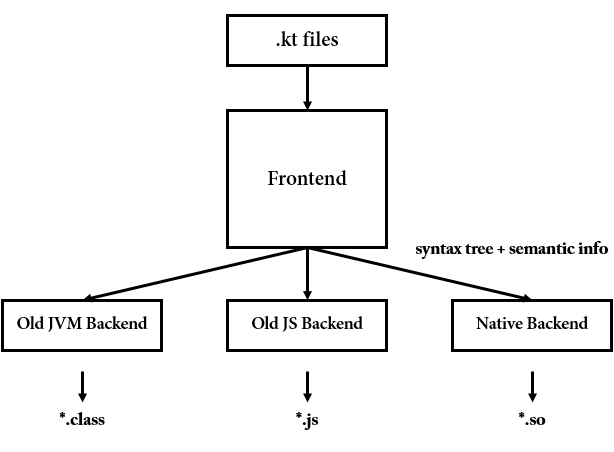 .kt files
Frontend
syntax tree + semantic info
Old JVM Backend
Old JS Backend
Native Backend
*.class
*.js
*.so